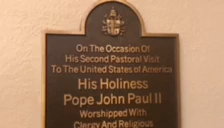 On The Occasion Of
His Second Pastoral Visit
To The United States of America
His Holiness
Pope John Paul II
Worshipped With
Clergy And Religious